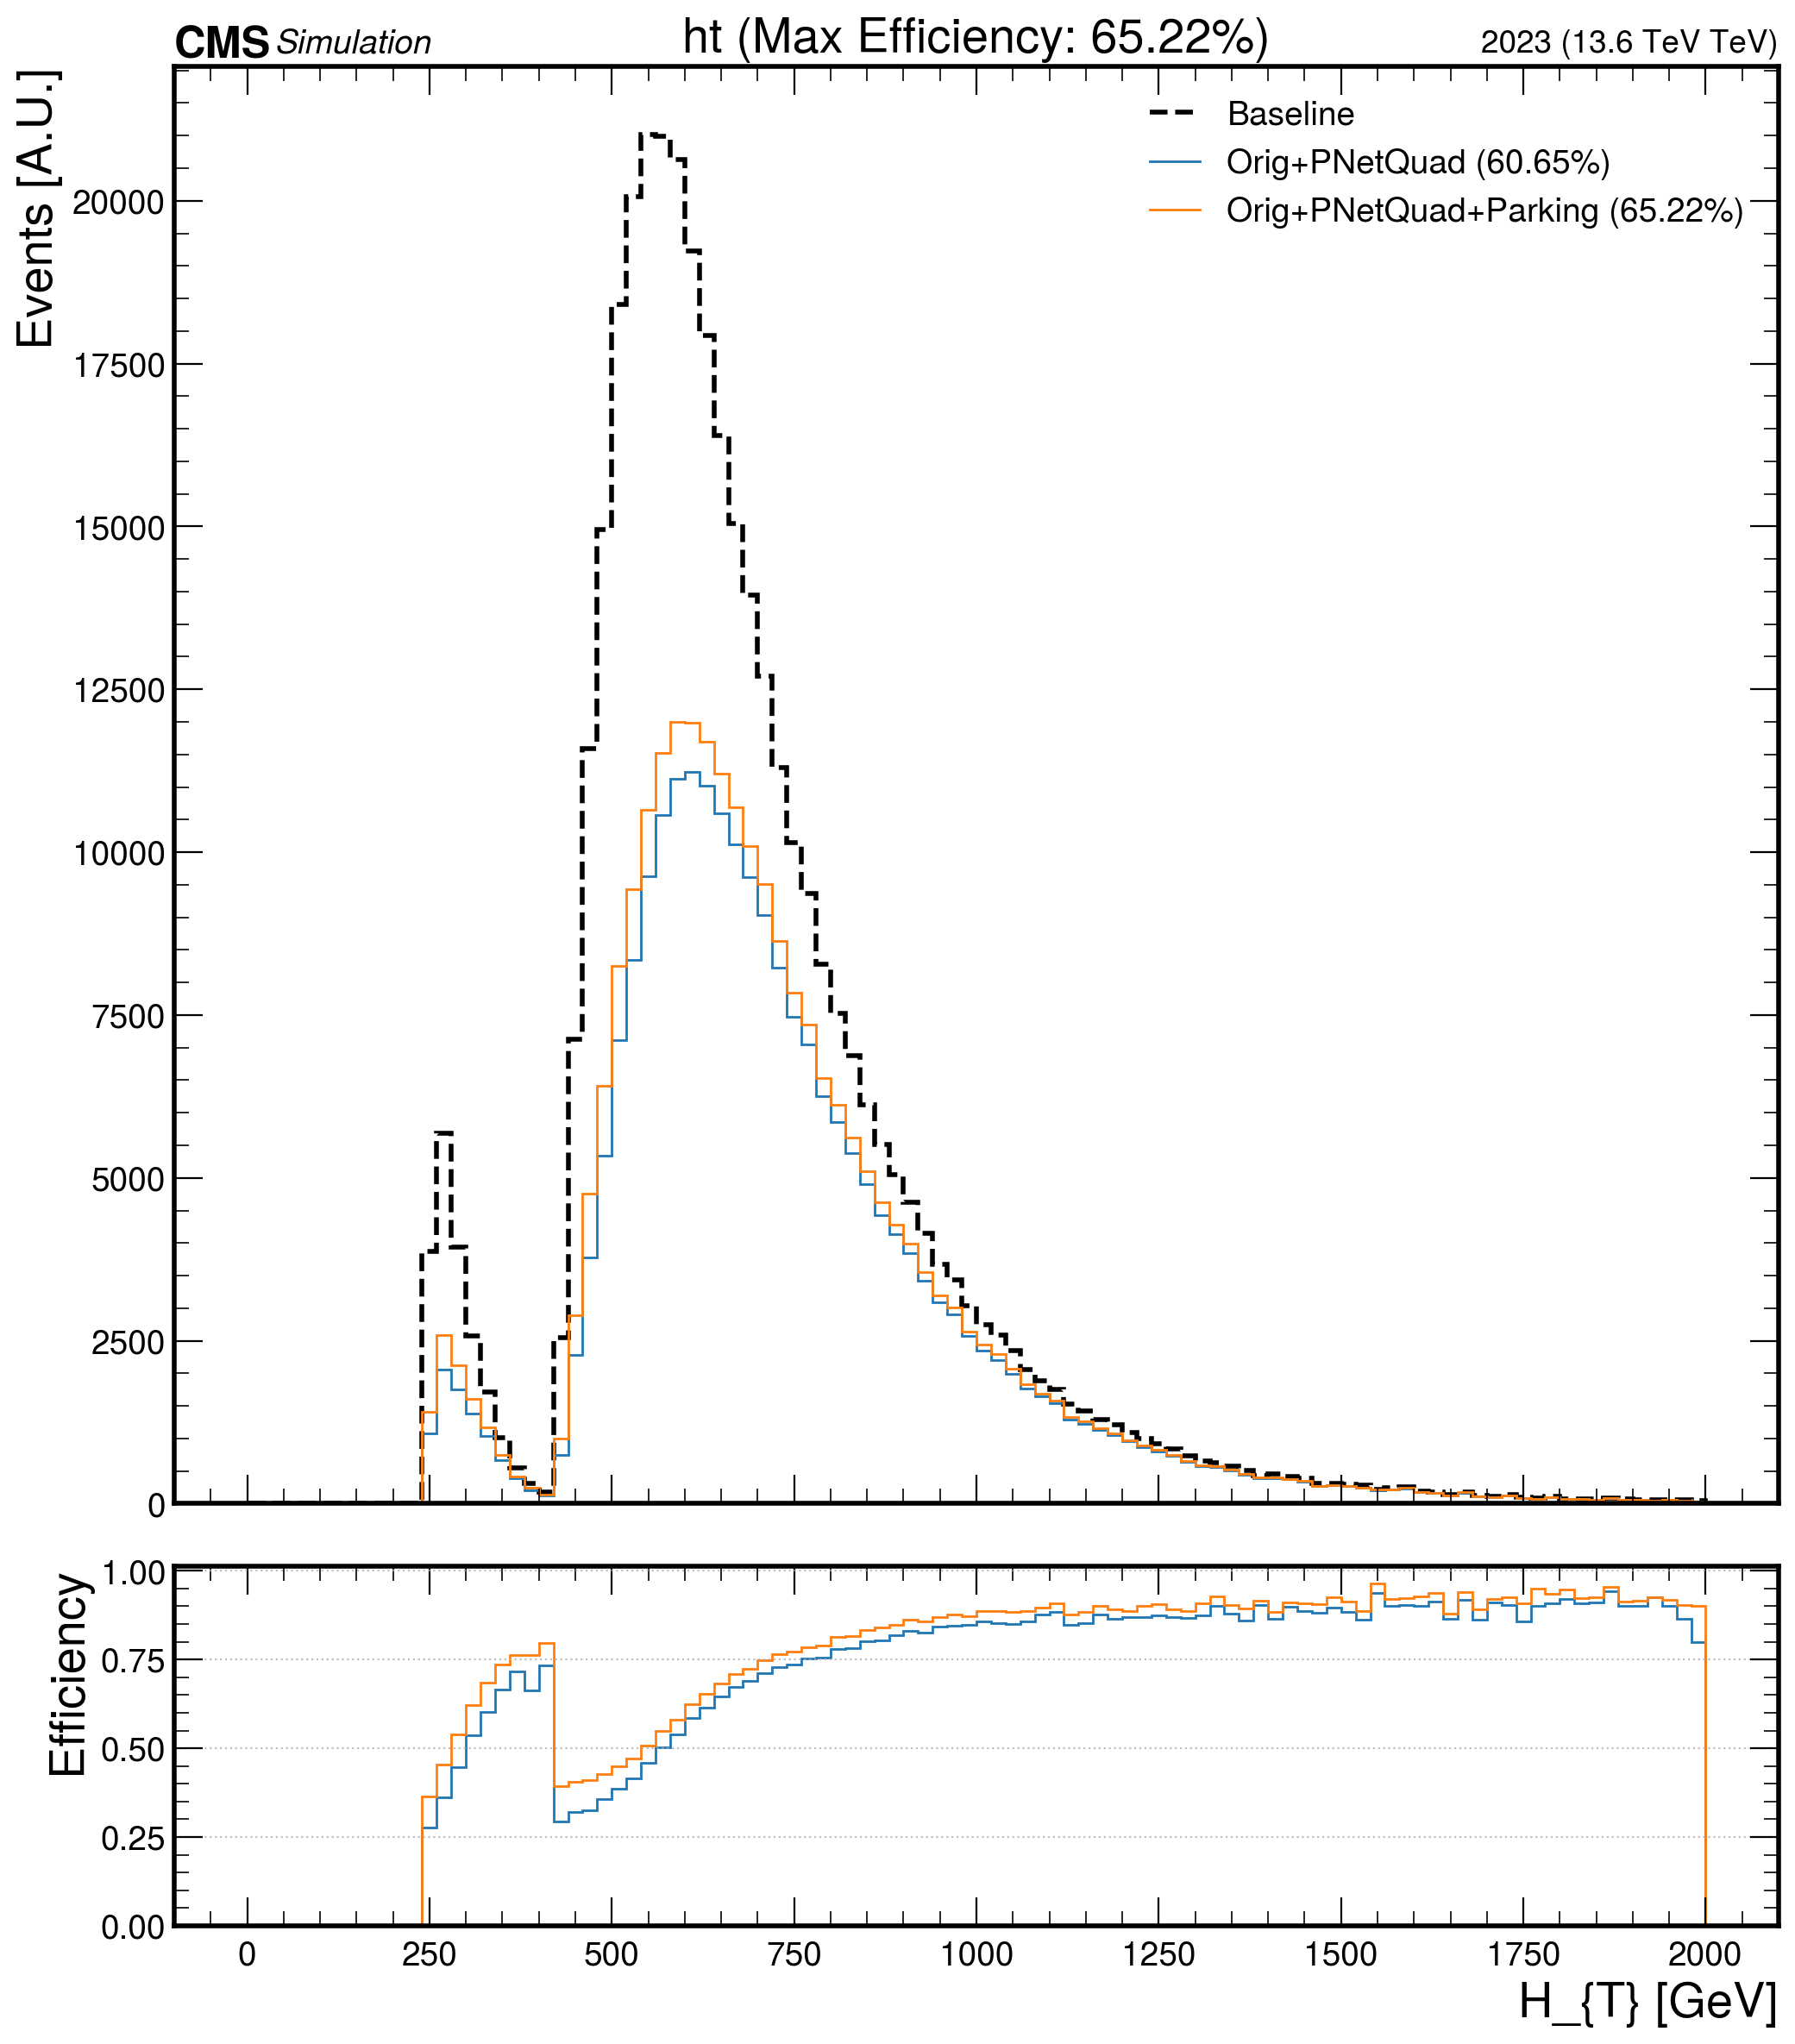 CMS Simulation ht (Max Efficiency: 65.22%) 2023 (13.6 TeV TeV)
Events [A.U.]
Baseline
Orig+PNetQuad (60.65%)
Orig+PNetQuad+Parking (65.22%)
20000
17500
15000
12500
10000
7500
5000
2500
0
Efficiency
1.00
0.75
0.50
0.25
0.00
0 250 500 750 1000 1250 1500 1750 2000
H_{T} [GeV]